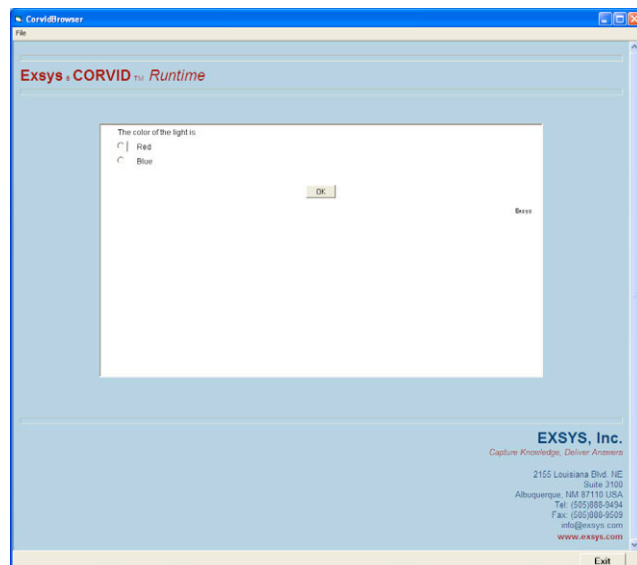 CorvidBrowser
File
Exsys ® CORVID TM Runtime
The color of the light is
Red
Blue
OK
Exsys
EXSYS, Inc.
Capture Knowledge, Deliver Answers
2155 Louisiana Blvd. NE
Suite 3100
Albuquerque, NM 87110 USA
Tel: (505)888-9494
Fax: (505)888-9509
info@exsys.com
www.exsys.com
Exit